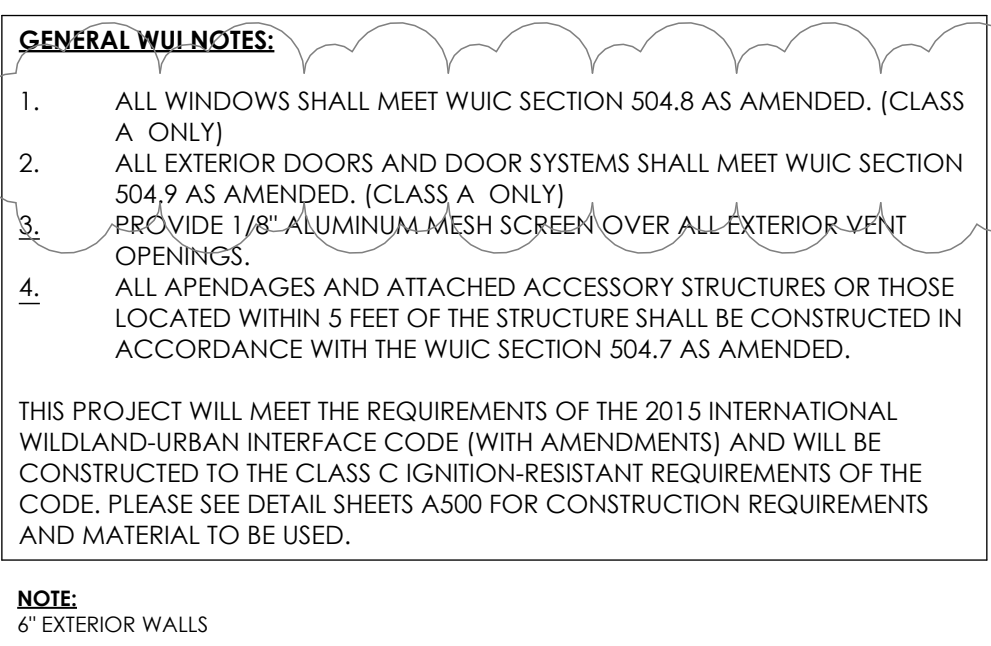 GENERAL WUI NOTES:
1. ALL WINDOWS SHALL MEET WUIC SECTION 504.8 AS AMENDED. (CLASS
A ONLY)
2. ALL EXTERIOR DOORS AND DOOR SYSTEMS SHALL MEET WUIC SECTION
504.9 AS AMENDED. (CLASS A ONLY)
3. PROVIDE 1/8" ALUMINUM MESH SCREEN OVER ALL EXTERIOR VENT
OPENINGS.
4. ALL APENDAGES AND ATTACHED ACCESSORY STRUCTURES OR THOSE
LOCATED WITHIN 5 FEET OF THE STRUCTURE SHALL BE CONSTRUCTED IN
ACCORDANCE WITH THE WUIC SECTION 504.7 AS AMENDED.
THIS PROJECT WILL MEET THE REQUIREMENTS OF THE 2015 INTERNATIONAL
WILDLAND-URBAN INTERFACE CODE (WITH AMENDMENTS) AND WILL BE
CONSTRUCTED TO THE CLASS C IGNITION-RESISTANT REQUIREMENTS OF THE
CODE. PLEASE SEE DETAIL SHEETS A500 FOR CONSTRUCTION REQUIREMENTS
AND MATERIAL TO BE USED.
NOTE:
6" EXTERIOR WALLS